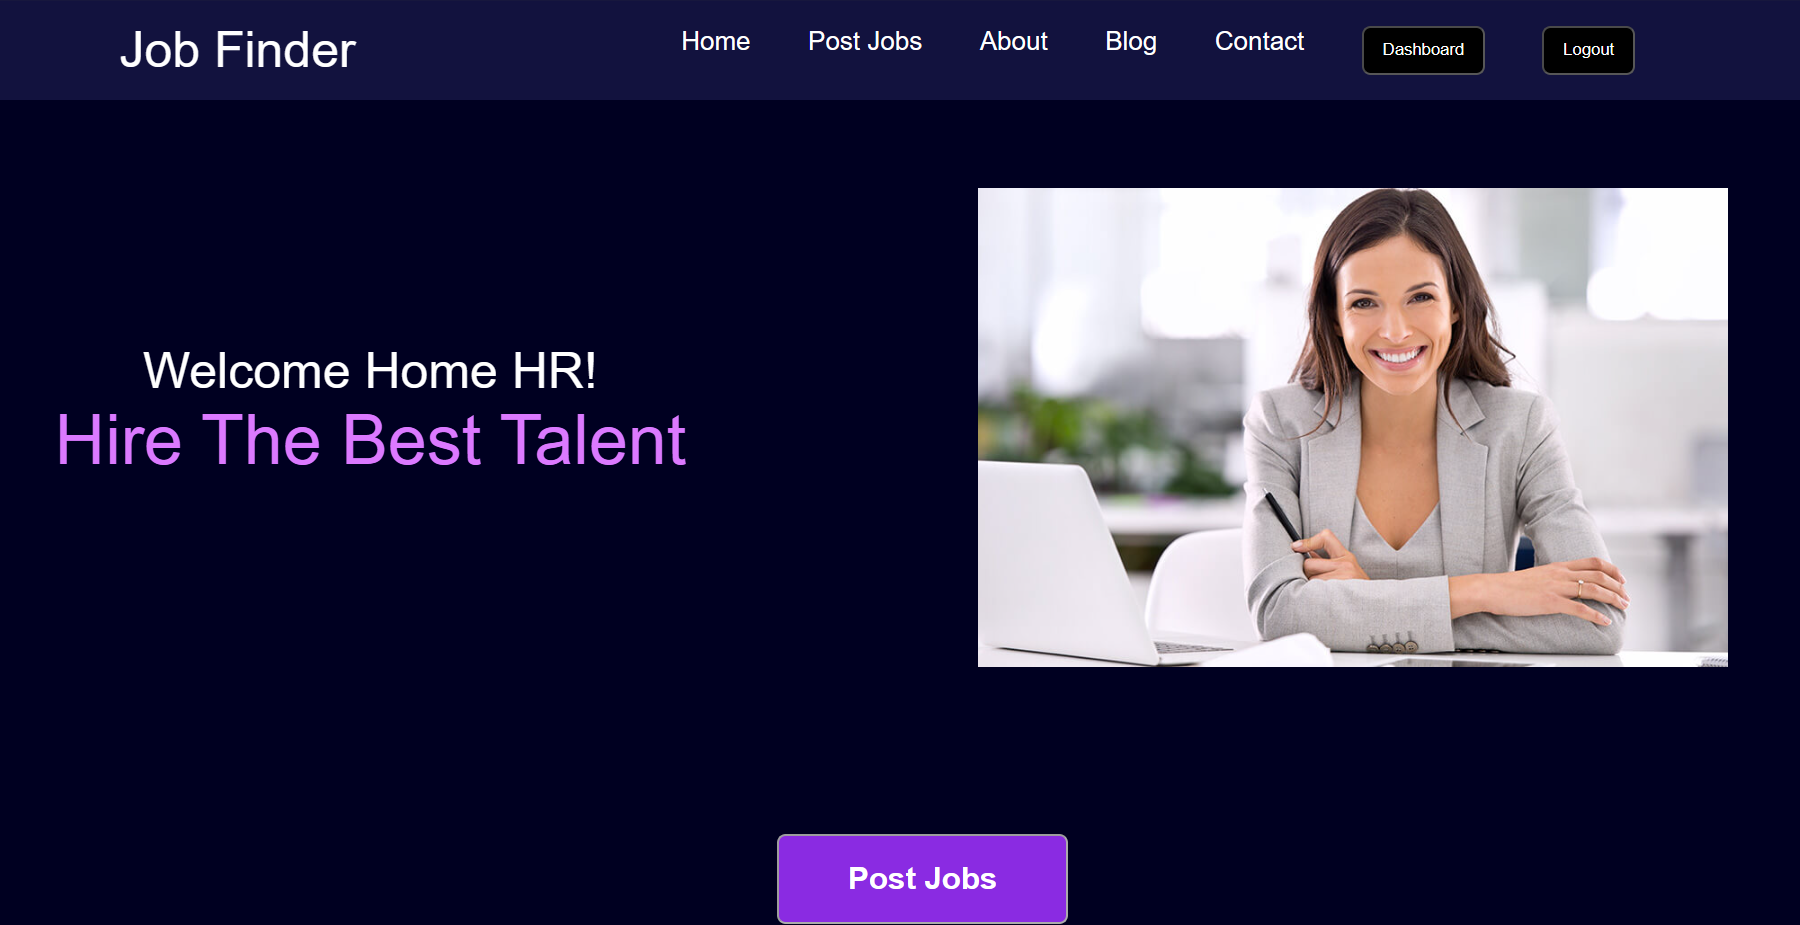 Job Finder
Home Post Jobs About Blog Contact Dashboard Logout
Welcome Home HR!
Hire The Best Talent
Post Jobs